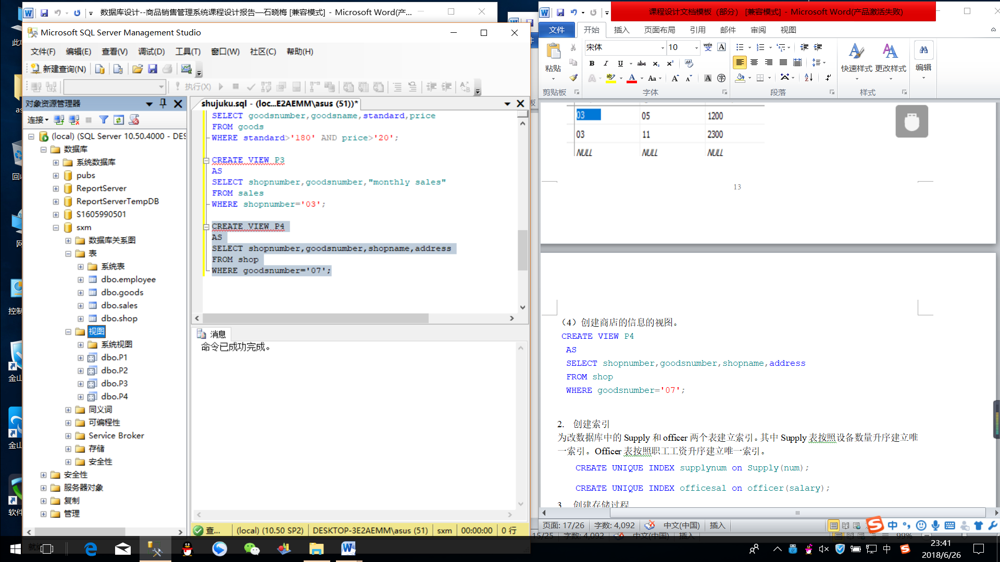 数据库设计--商品销售管理系统课程设计报告—石晓梅 [兼容模式] - Microsoft Word(产...
Microsoft SQL Server Management Studio
文件(F) 编辑(E) 查看(V) 调试(D) 工具(T) 窗口(W) 社区(C) 帮助(H)
新建查询(N)
执行(X)
对象资源管理器
连接
(local) (SQL Server 10.50.4000 - DES
数据库
系统数据库
pubs
ReportServer
ReportServerTempDB
S1605990501
sxm
数据库关系图
表
系统表
dbo.employee
dbo.goods
dbo.sales
dbo.shop
视图
系统视图
dbo.P1
dbo.P2
dbo.P3
dbo.P4
同义词
可编程性
Service Broker
存储
安全性
安全性
服务器对象
复制
管理
shujuku.sql - (loc...E2AEMM\asus (51))*
SELECT goodsnumber,goodsname,standard,price
FROM goods
WHERE standard>'180' AND price>'20';
CREATE VIEW P3
AS
SELECT shopnumber,goodsnumber,"monthly sales"
FROM sales
WHERE shopnumber='03';
CREATE VIEW P4
AS
SELECT shopnumber,goodsnumber,shopname,address
FROM shop
WHERE goodsnumber='07';
消息
命令已成功完成。
查... (local) (10.50 SP2) DESKTOP-3E2AEMM\asus (51) sxm 00:00:00 0 行
课程设计文档模板（部分） [兼容模式] - Microsoft Word(产品激活失败)
文件 开始 插入 页面布局 引用 邮件 审阅 视图
宋体 10
粘贴
快速样式 更改样式 编辑
剪贴板 字体 段落 样式
03 05 1200
03 11 2300
NULL NULL NULL
13
（4）创建商店的信息的视图。
CREATE VIEW P4
AS
SELECT shopnumber,goodsnumber,shopname,address
FROM shop
WHERE goodsnumber='07';
2. 创建索引
为改数据库中的 Supply 和 officer 两个表建立索引。其中 Supply 表按照设备数量升序建立唯
一索引。Officer 表按照职工工资升序建立唯一索引。
CREATE UNIQUE INDEX supplynum on Supply(num);
CREATE UNIQUE INDEX officesal on officer(salary);
3. 创建存储过程
页面: 17/26 字数: 4,092 中文(中国) 插入
中
23:41
2018/6/26